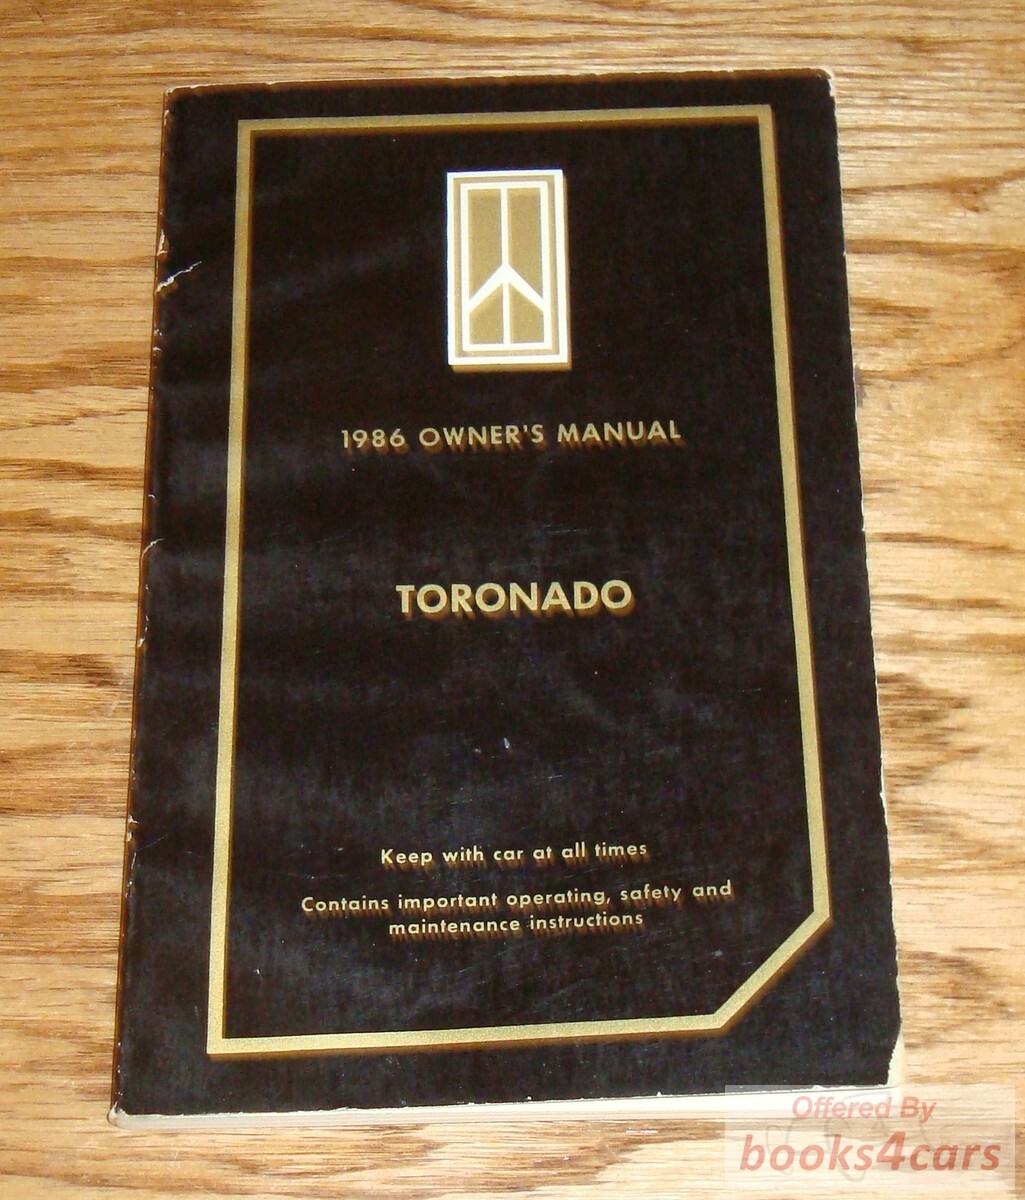 1986 OWNER'S MANUAL
TORONADO
Keep with car at all times
Contains important operating, safety and
maintenance instructions
Offered By
books4cars